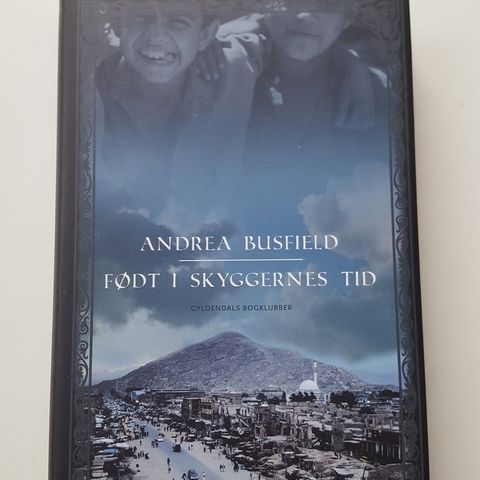 ANDREA BUSFIELD
FØDT I SKYGGERNES TID
GYLDENDALS BOGKLUBBER